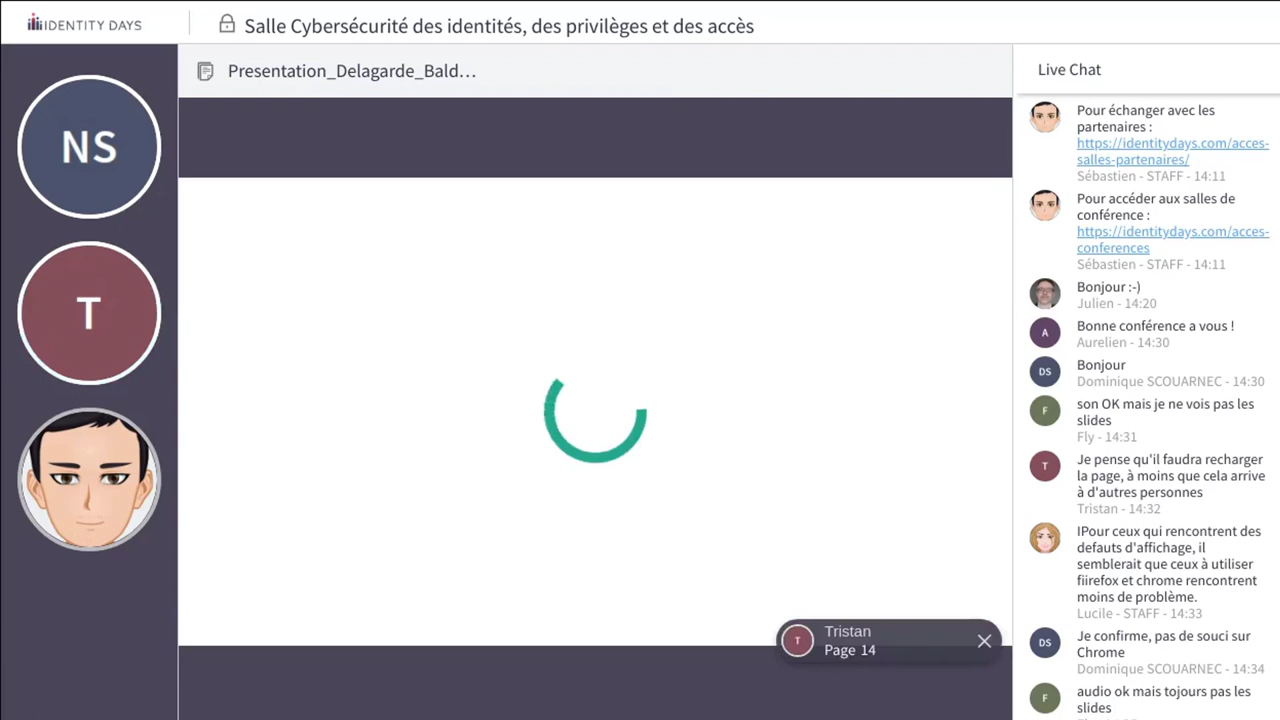 IDENTITY DAYS
Salle Cybersécurité des identités, des privilèges et des accès
Presentation_Delagarde_Bald…
Live Chat
NS
T
Tristan
T
Page 14
Pour échanger avec les
partenaires :
https://identitydays.com/acces-
salles-partenaires/
Sébastien - STAFF - 14:11
Pour accéder aux salles de
conférence :
https://identitydays.com/acces-
conferences
Sébastien - STAFF - 14:11
Bonjour :-)
Julien - 14:20
A
Bonne conférence a vous !
Aurelien - 14:30
DS
Bonjour
Dominique SCOUARNEC - 14:30
F
son OK mais je ne vois pas les
slides
Fly - 14:31
T
Je pense qu'il faudra recharger
la page, à moins que cela arrive
à d'autres personnes
Tristan - 14:32
IPour ceux qui rencontrent des
defauts d'affichage, il
semblerait que ceux à utiliser
fiirefox et chrome rencontrent
moins de problème.
Lucile - STAFF - 14:33
DS
Je confirme, pas de souci sur
Chrome
Dominique SCOUARNEC - 14:34
F
audio ok mais tojours pas les
slides